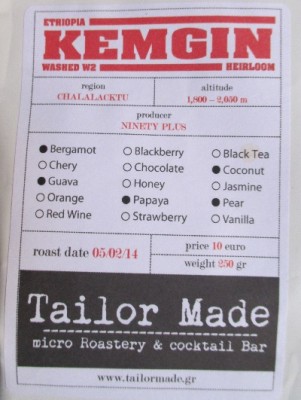 ETHIOPIA
KEMGIN
WASHED W2 HEIRLOOM
region altitude
CHALALACKTU 1,800 – 2,050 m
producer
NINETY PLUS
Bergamot Blackberry Black Tea
Chery Chocolate Coconut
Guava Honey Jasmine
Orange Papaya Pear
Red Wine Strawberry Vanilla
roast date 05/02/14
price 10 euro
weight 250 gr
Tailor Made
micro Roastery & cocktail Bar
www.tailormade.gr